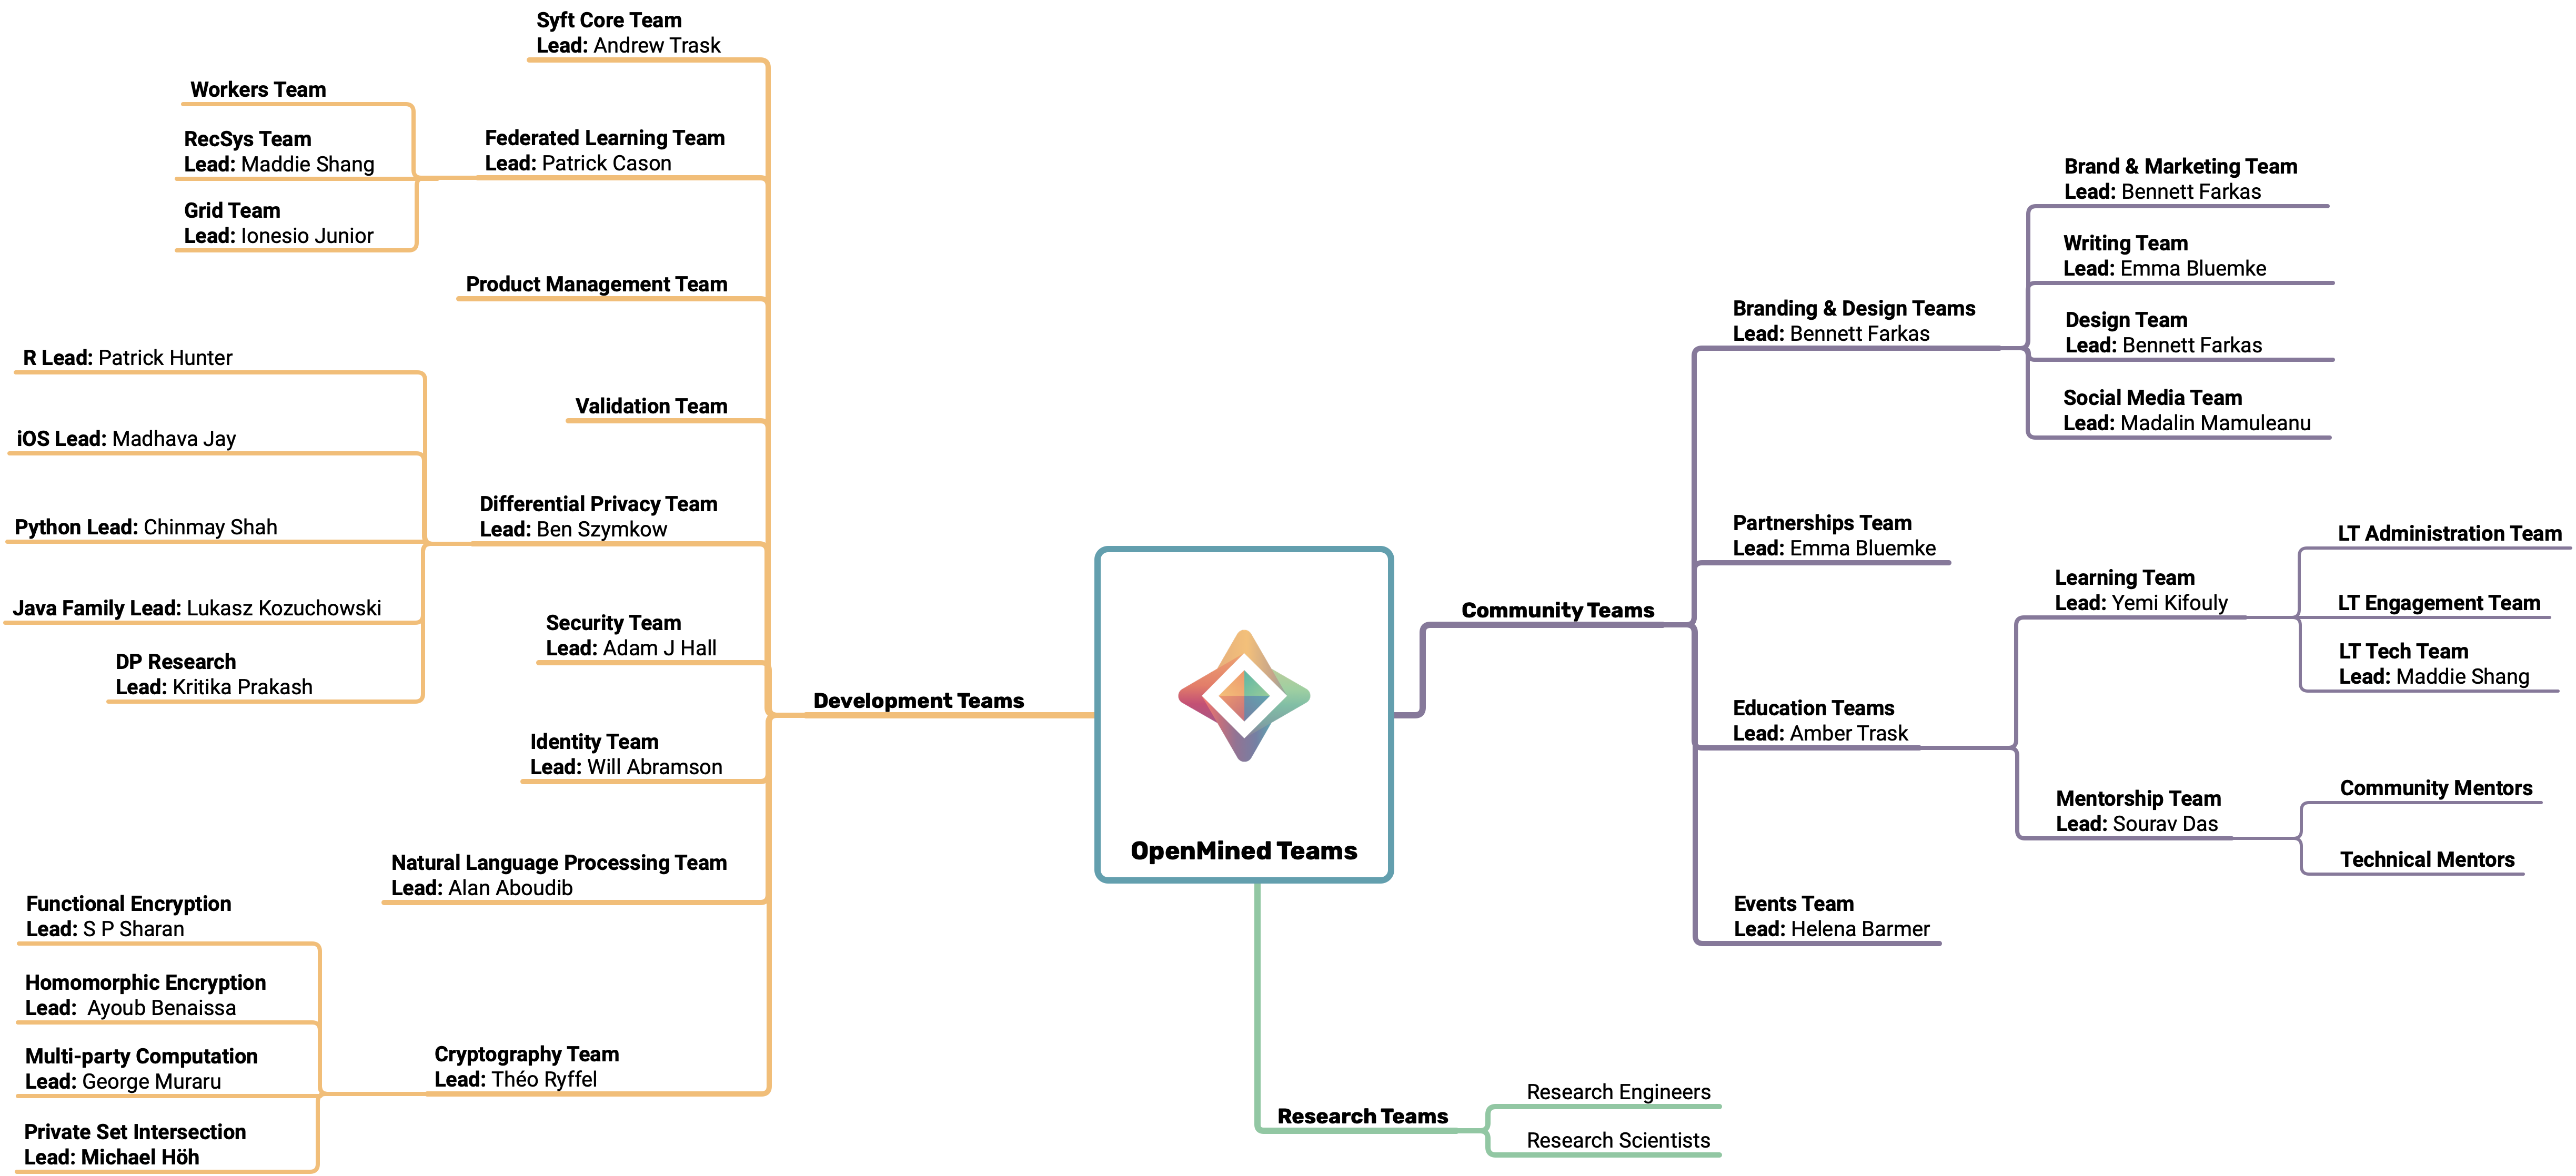 Syft Core Team
Lead: Andrew Trask
Workers Team
RecSys Team
Lead: Maddie Shang
Grid Team
Lead: Ionesio Junior
Federated Learning Team
Lead: Patrick Cason
Product Management Team
Validation Team
R Lead: Patrick Hunter
iOS Lead: Madhava Jay
Python Lead: Chinmay Shah
Java Family Lead: Lukasz Kozuchowski
DP Research
Lead: Kritika Prakash
Differential Privacy Team
Lead: Ben Szymkow
Security Team
Lead: Adam J Hall
Identity Team
Lead: Will Abramson
Natural Language Processing Team
Lead: Alan Aboudib
Functional Encryption
Lead: S P Sharan
Homomorphic Encryption
Lead: Ayoub Benaissa
Multi-party Computation
Lead: George Muraru
Private Set Intersection
Lead: Michael Höh
Cryptography Team
Lead: Théo Ryffel
Development Teams
OpenMined Teams
Community Teams
Branding & Design Teams
Lead: Bennett Farkas
Brand & Marketing Team
Lead: Bennett Farkas
Writing Team
Lead: Emma Bluemke
Design Team
Lead: Bennett Farkas
Social Media Team
Lead: Madalin Mamuleanu
Partnerships Team
Lead: Emma Bluemke
Education Teams
Lead: Amber Trask
Learning Team
Lead: Yemi Kifouly
LT Administration Team
LT Engagement Team
LT Tech Team
Lead: Maddie Shang
Mentorship Team
Lead: Sourav Das
Community Mentors
Technical Mentors
Events Team
Lead: Helena Barmer
Research Teams
Research Engineers
Research Scientists